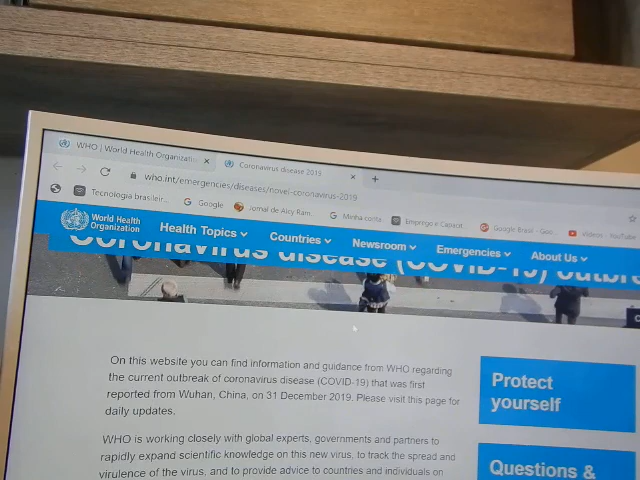 WHO | World Health Organizati
Coronavirus disease 2019
who.int/emergencies/diseases/novel-coronavirus-2019
Tecnologia brasileir...
Google
Jornal de Alcy Ram.
Minha conta
Emprego e Capacit...
Google Brasil - Goo...
Vídeos - YouTube
World Health
Organization
Health Topics
Countries
Newsroom
Emergencies
About Us
Coronavirus disease (COVID-19) outbre
On this website you can find information and guidance from WHO regarding
the current outbreak of coronavirus disease (COVID-19) that was first
reported from Wuhan, China, on 31 December 2019. Please visit this page for
daily updates.
WHO is working closely with global experts, governments and partners to
rapidly expand scientific knowledge on this new virus, to track the spread and
virulence of the virus, and to provide advice to countries and individuals on
Protect
yourself
Questions &